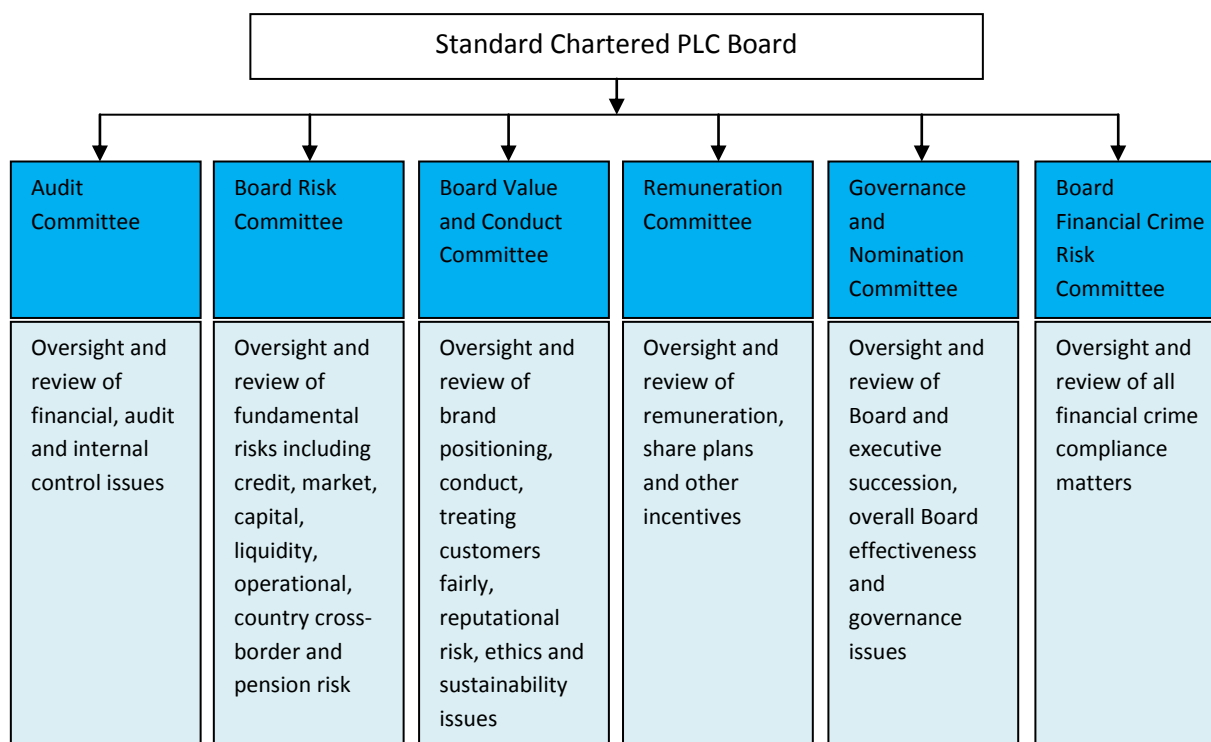 Standard Chartered PLC Board
Audit
Committee
Board Risk
Committee
Board Value
and Conduct
Committee
Remuneration
Committee
Governance
and
Nomination
Committee
Board
Financial Crime
Risk
Committee
Oversight and
review of
financial, audit
and internal
control issues
Oversight and
review of
fundamental
risks including
credit, market,
capital,
liquidity,
operational,
country cross-
border and
pension risk
Oversight and
review of
brand
positioning,
conduct,
treating
customers
fairly,
reputational
risk, ethics and
sustainability
issues
Oversight and
review of
remuneration,
share plans
and other
incentives
Oversight and
review of
Board and
executive
succession,
overall Board
effectiveness
and
governance
issues
Oversight and
review of all
financial crime
compliance
matters